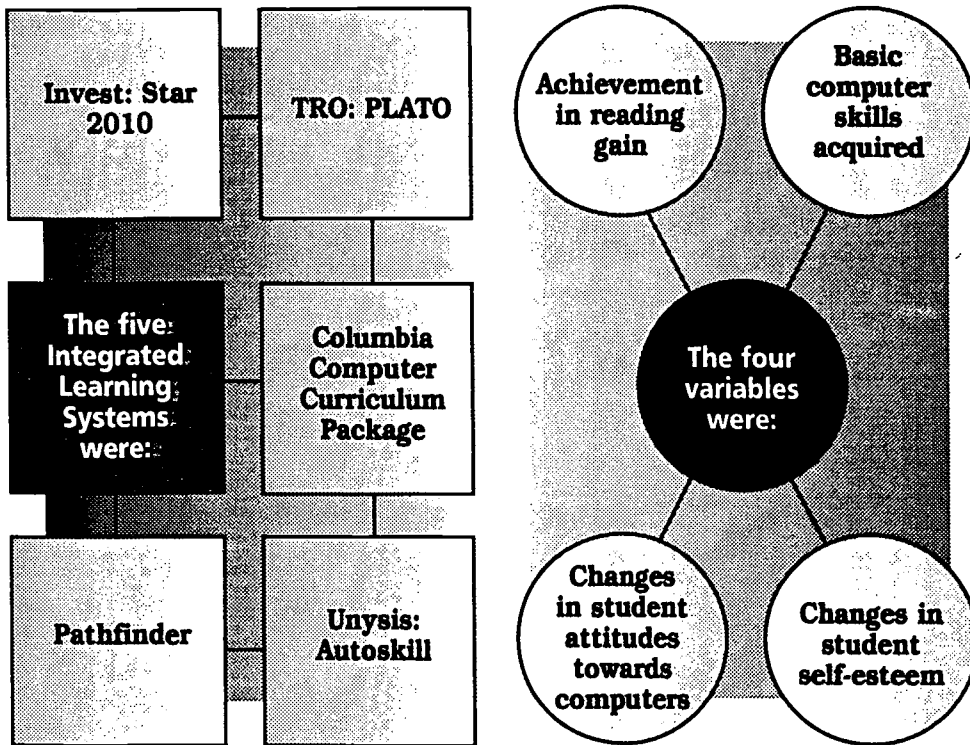 Invest: Star
2010
TRO: PLATO
The five
Integrated
Learning
Systems
were:
Columbia
Computer
Curriculum
Package
Pathfinder
Unysis:
Autoskill
Achievement
in reading
gain
Basic
computer
skills
acquired
The four
variables
were:
Changes
in student
attitudes
towards
computers
Changes in
student
self-esteem